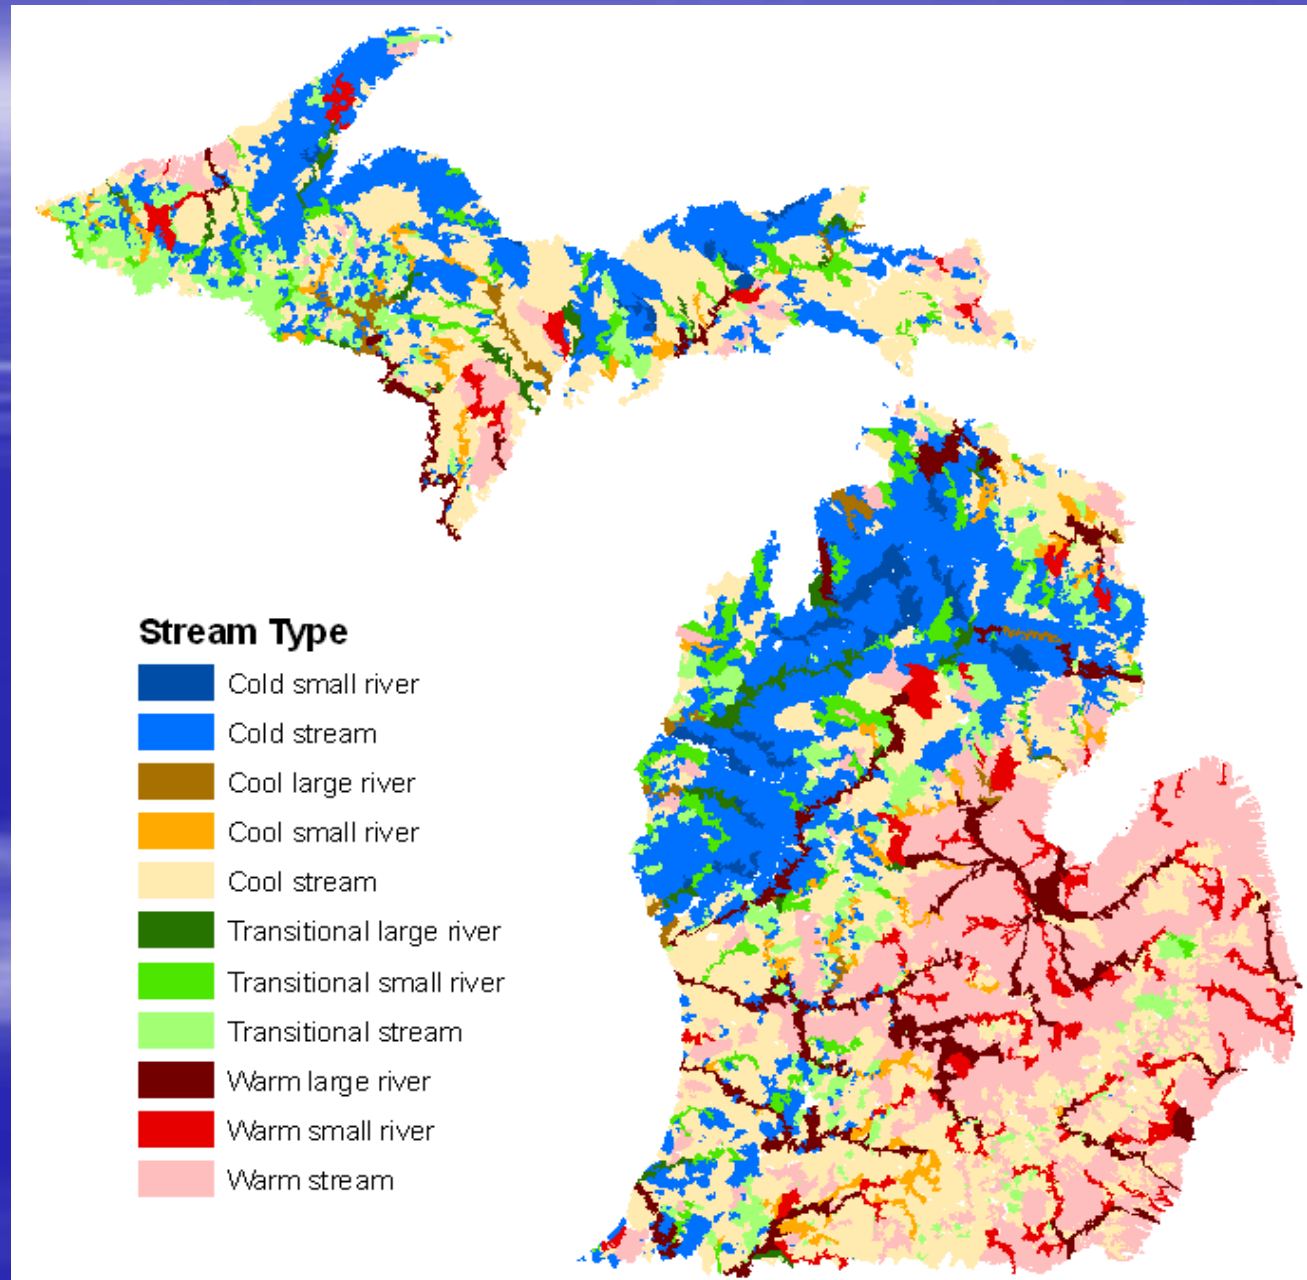 Stream Type
Cold small river
Cold stream
Cool large river
Cool small river
Cool stream
Transitional large river
Transitional small river
Transitional stream
Warm large river
Warm small river
Warm stream